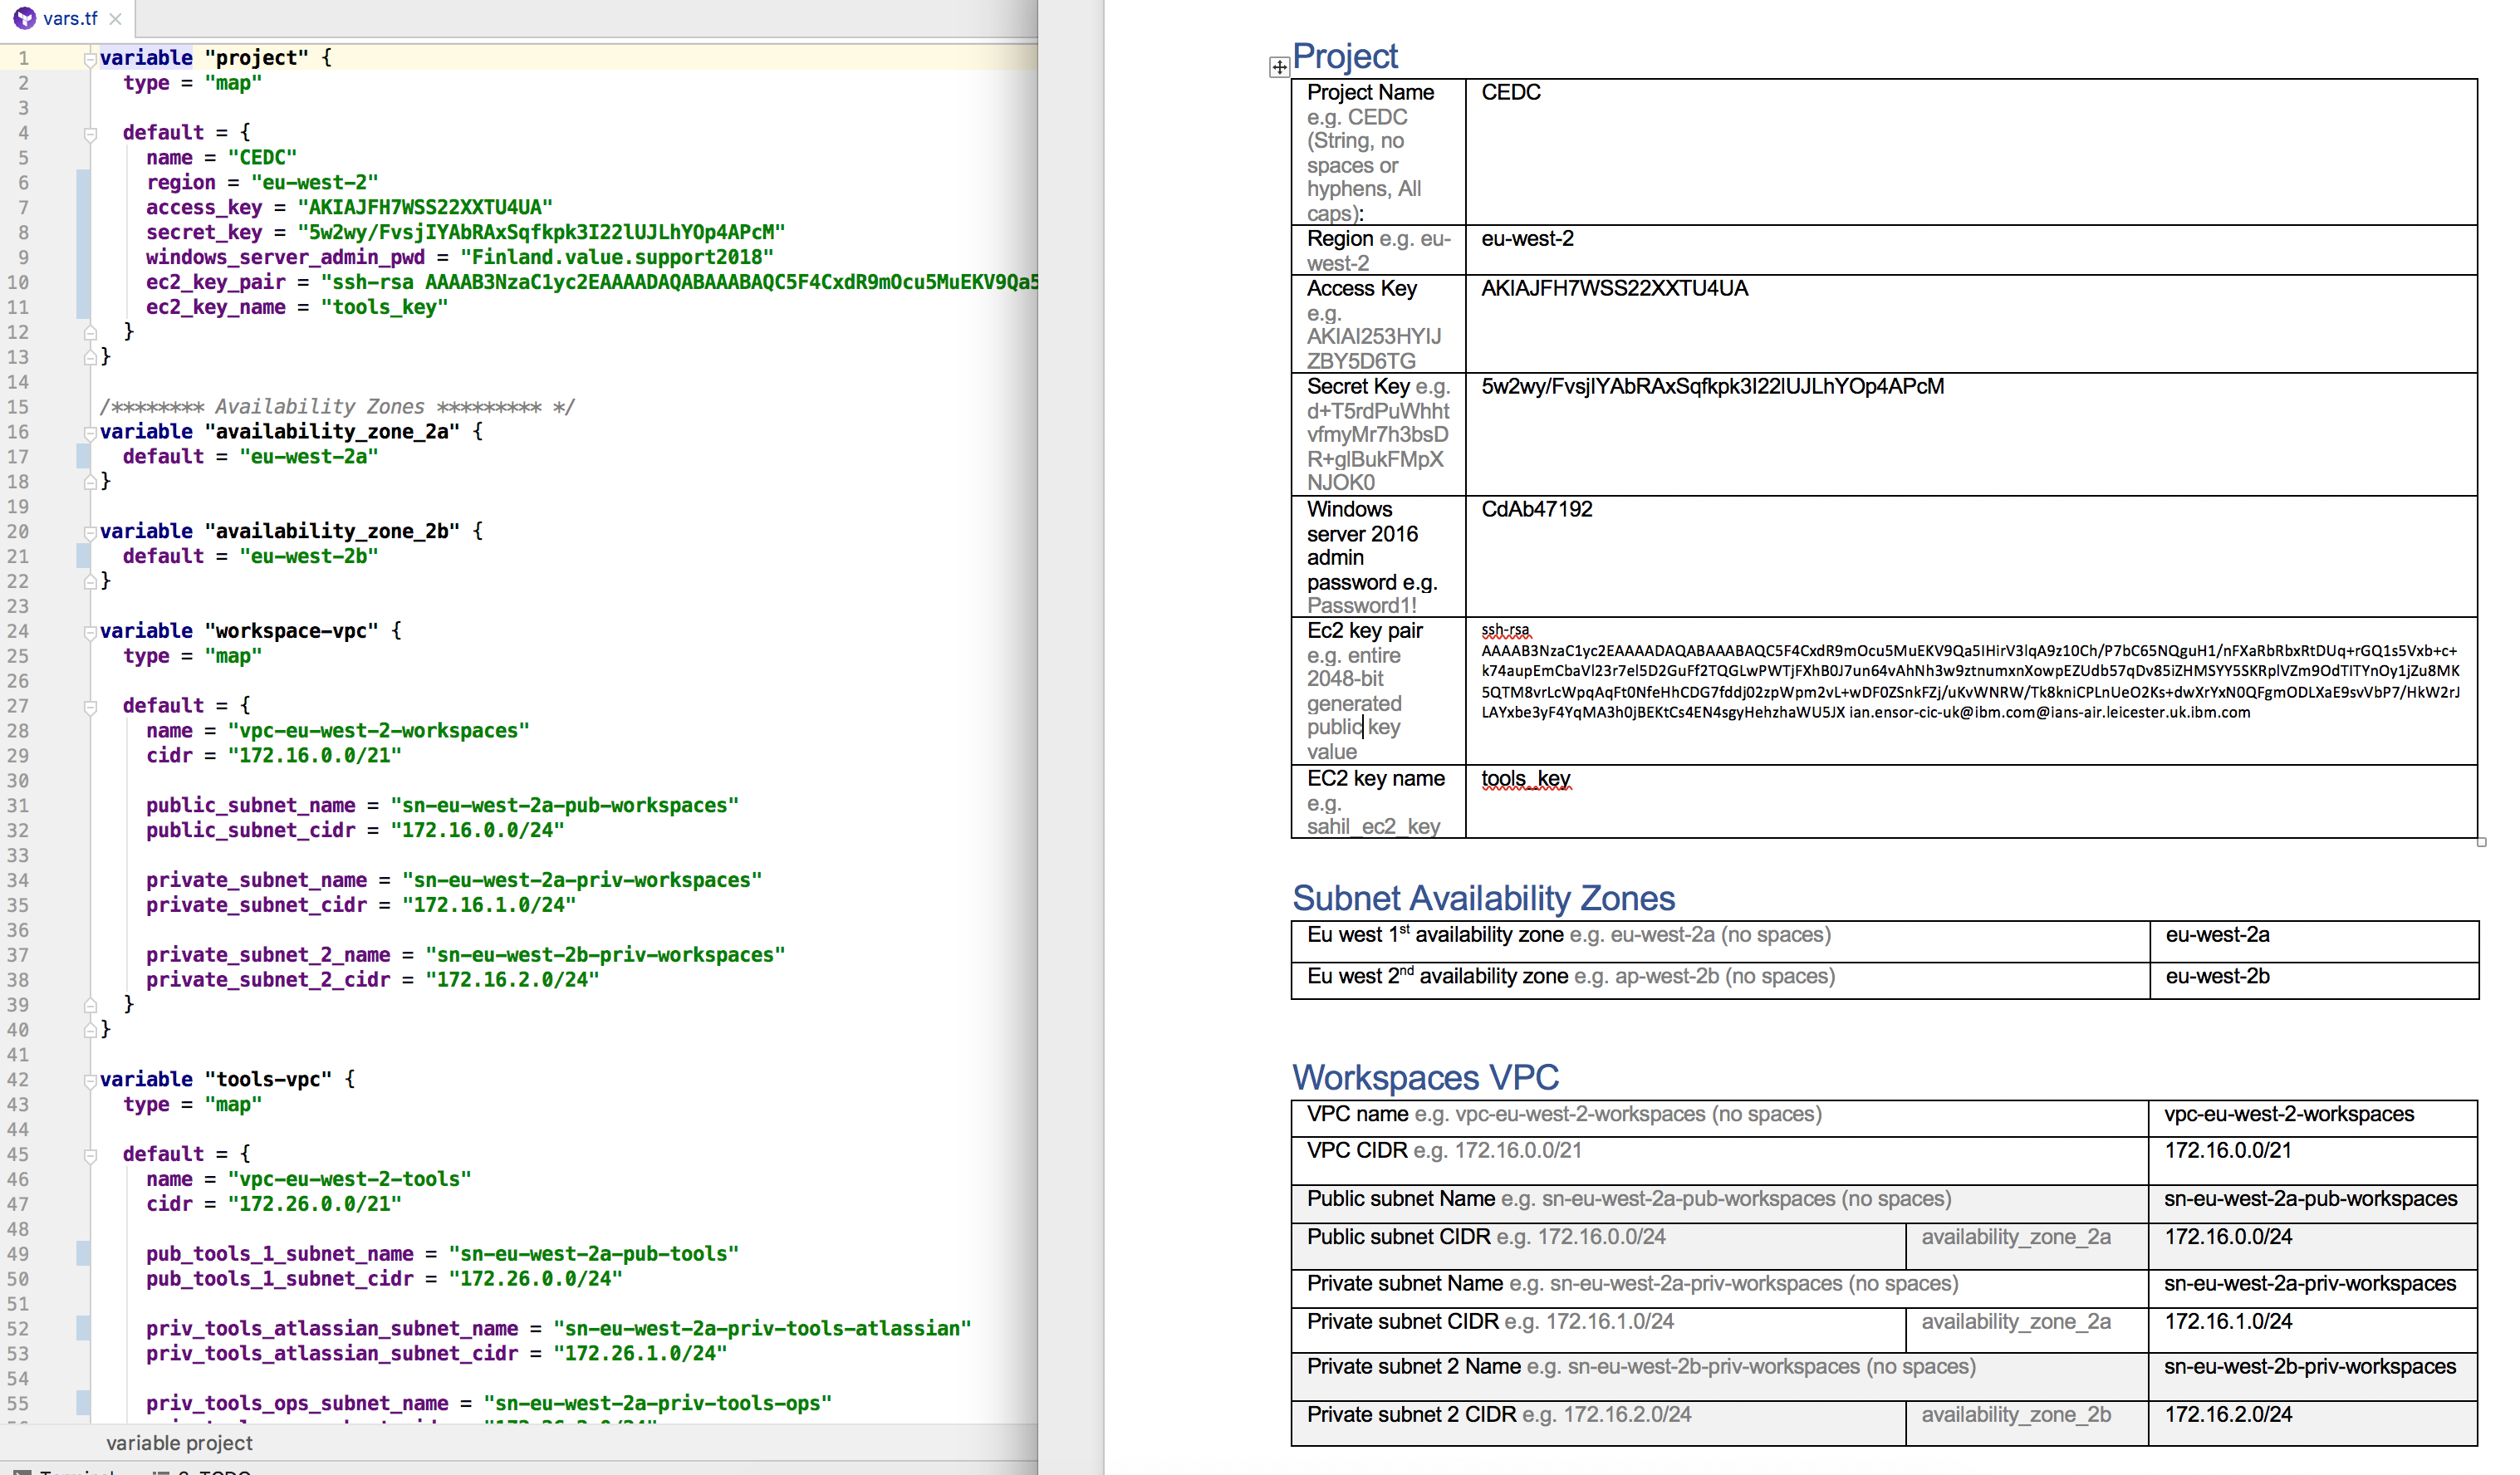 vars.tf
1 variable "project" {
2 type = "map"
3
4 default = {
5 name = "CEDC"
6 region = "eu-west-2"
7 access_key = "AKIAJFH7WSS22XXTU4UA"
8 secret_key = "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"
9 windows_server_admin_pwd = "Finland.value.support2018"
10 ec2_key_pair = "ssh-rsa AAAAB3NzaC1yc2EAAAADAQABAAABAQC5F4CxdR9mOcu5MuEKV9Qa5
11 ec2_key_name = "tools_key"
12 }
13 }
14
15 /******** Availability Zones ********* */
16 variable "availability_zone_2a" {
17 default = "eu-west-2a"
18 }
19
20 variable "availability_zone_2b" {
21 default = "eu-west-2b"
22 }
23
24 variable "workspace-vpc" {
25 type = "map"
26
27 default = {
28 name = "vpc-eu-west-2-workspaces"
29 cidr = "172.16.0.0/21"
30
31 public_subnet_name = "sn-eu-west-2a-pub-workspaces"
32 public_subnet_cidr = "172.16.0.0/24"
33
34 private_subnet_name = "sn-eu-west-2a-priv-workspaces"
35 private_subnet_cidr = "172.16.1.0/24"
36
37 private_subnet_2_name = "sn-eu-west-2b-priv-workspaces"
38 private_subnet_2_cidr = "172.16.2.0/24"
39 }
40 }
41
42 variable "tools-vpc" {
43 type = "map"
44
45 default = {
46 name = "vpc-eu-west-2-tools"
47 cidr = "172.26.0.0/21"
48
49 pub_tools_1_subnet_name = "sn-eu-west-2a-pub-tools"
50 pub_tools_1_subnet_cidr = "172.26.0.0/24"
51
52 priv_tools_atlassian_subnet_name = "sn-eu-west-2a-priv-tools-atlassian"
53 priv_tools_atlassian_subnet_cidr = "172.26.1.0/24"
54
55 priv_tools_ops_subnet_name = "sn-eu-west-2a-priv-tools-ops"
variable project
Project
Project Name
e.g. CEDC
(String, no
spaces or
hyphens, All
caps):
CEDC
Region e.g. eu-
west-2
eu-west-2
Access Key
e.g.
AKIAI253HYIJ
ZBY5D6TG
AKIAJFH7WSS22XXTU4UA
Secret Key e.g.
d+T5rdPuWhht
vfmyMr7h3bsD
R+glBukFMpX
NJOK0
5w2wy/FvsjIYAbRAxSqfkpk3I22lUJLhYOp4APcM
Windows
server 2016
admin
password e.g.
Password1!
CdAb47192
Ec2 key pair
e.g. entire
2048-bit
generated
public key
value
ssh-rsa
AAAAB3NzaC1yc2EAAAADAQABAAABAQC5F4CxdR9mOcu5MuEKV9Qa5IHirV3lqA9z10Ch/P7bC65NQguH1/nFXaRbRbxRtDUq+rGQ1s5Vxb+c+
k74aupEmCbaVl23r7el5D2GuFf2TQGLwPWTjFXhB0J7un64vAhNh3w9ztnumxnXowpEZUdb57qDv85iZHMSYY5SKRplVZm9OdTITYnOy1jZu8MK
5QTM8vrLcWpqAqFt0NfeHhCDG7fddj02zpWpm2vL+wDF0ZSnkFZj/uKvWNRW/Tk8kniCPLnUeO2Ks+dwXrYxN0QFgmODLXaE9svVbP7/HkW2rJ
LAYxbe3yF4YqMA3h0jBEKtCs4EN4sgyHehzhaWU5JX ian.ensor-cic-uk@ibm.com@ians-air.leicester.uk.ibm.com
EC2 key name
e.g.
sahil_ec2_key
tools_key
Subnet Availability Zones
Eu west 1st availability zone e.g. eu-west-2a (no spaces) eu-west-2a
Eu west 2nd availability zone e.g. ap-west-2b (no spaces) eu-west-2b
Workspaces VPC
VPC name e.g. vpc-eu-west-2-workspaces (no spaces) vpc-eu-west-2-workspaces
VPC CIDR e.g. 172.16.0.0/21 172.16.0.0/21
Public subnet Name e.g. sn-eu-west-2a-pub-workspaces (no spaces) sn-eu-west-2a-pub-workspaces
Public subnet CIDR e.g. 172.16.0.0/24 availability_zone_2a 172.16.0.0/24
Private subnet Name e.g. sn-eu-west-2a-priv-workspaces (no spaces) sn-eu-west-2a-priv-workspaces
Private subnet CIDR e.g. 172.16.1.0/24 availability_zone_2a 172.16.1.0/24
Private subnet 2 Name e.g. sn-eu-west-2b-priv-workspaces (no spaces) sn-eu-west-2b-priv-workspaces
Private subnet 2 CIDR e.g. 172.16.2.0/24 availability_zone_2b 172.16.2.0/24